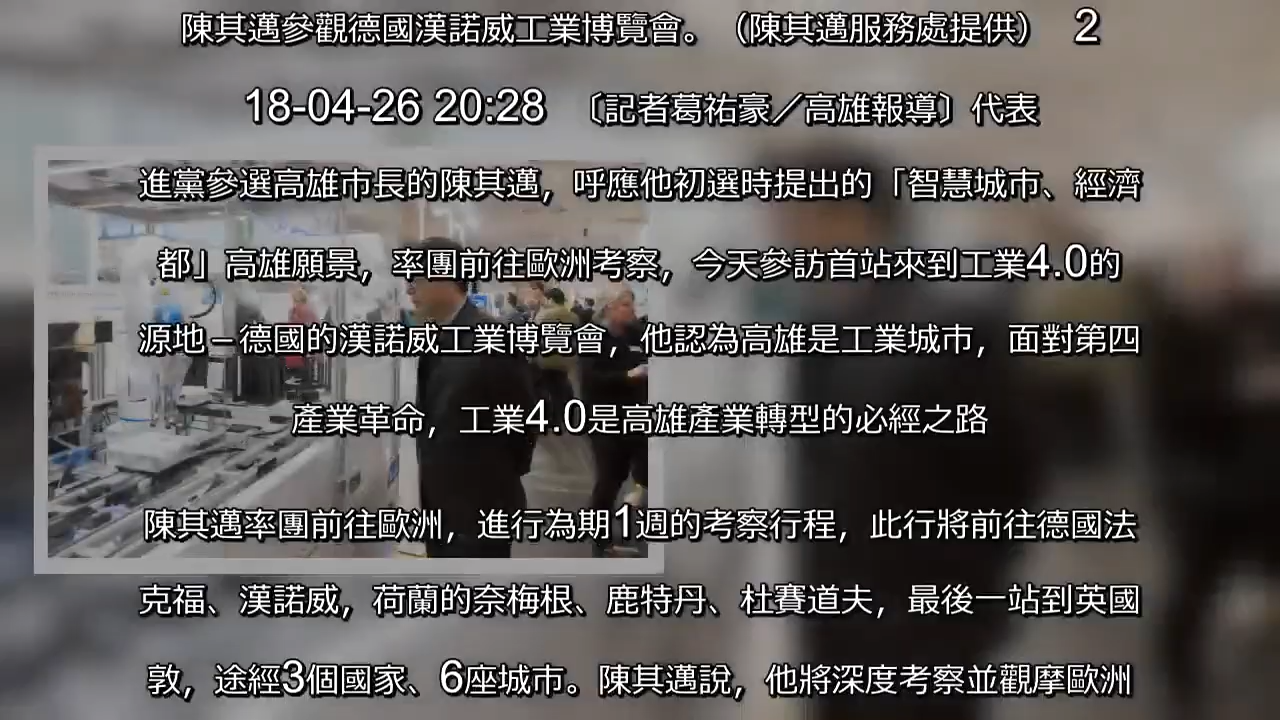 陳其邁參觀德國漢諾威工業博覽會。（陳其邁服務處提供） 2
18-04-26 20:28 〔記者葛祐豪／高雄報導〕代表
進黨參選高雄市長的陳其邁，呼應他初選時提出的「智慧城市、經濟
都」高雄願景，率團前往歐洲考察，今天參訪首站來到工業4.0的
源地－德國的漢諾威工業博覽會，他認為高雄是工業城市，面對第四
產業革命，工業4.0是高雄產業轉型的必經之路
陳其邁率團前往歐洲，進行為期1週的考察行程，此行將前往德國法
克福、漢諾威，荷蘭的奈梅根、鹿特丹、杜賽道夫，最後一站到英國
敦，途經3個國家、6座城市。陳其邁說，他將深度考察並觀摩歐洲